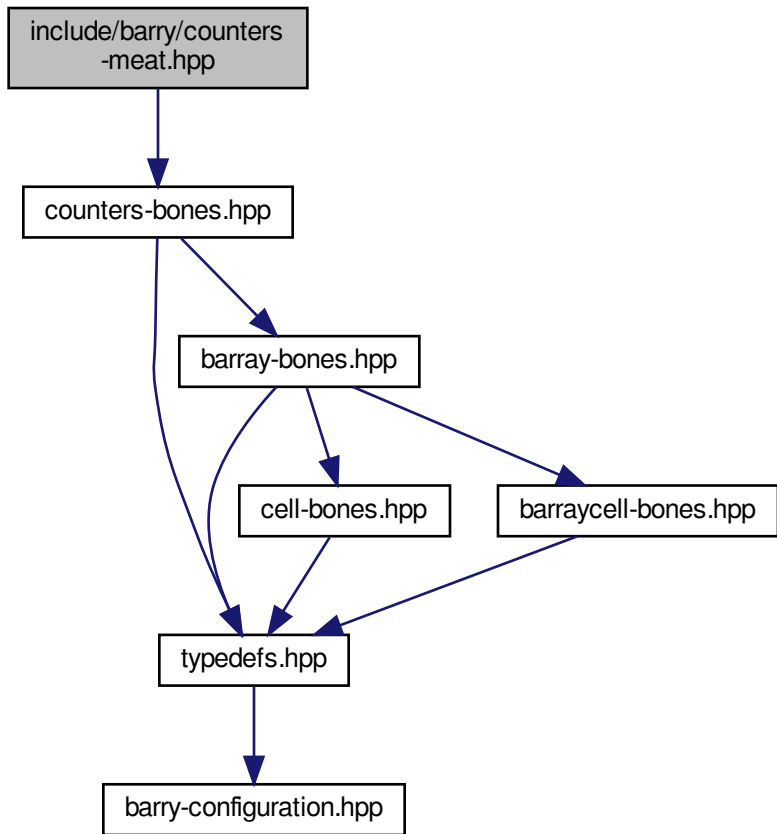 include/barry/counters
-meat.hpp
counters-bones.hpp
barray-bones.hpp
cell-bones.hpp
barraycell-bones.hpp
typedefs.hpp
barry-configuration.hpp